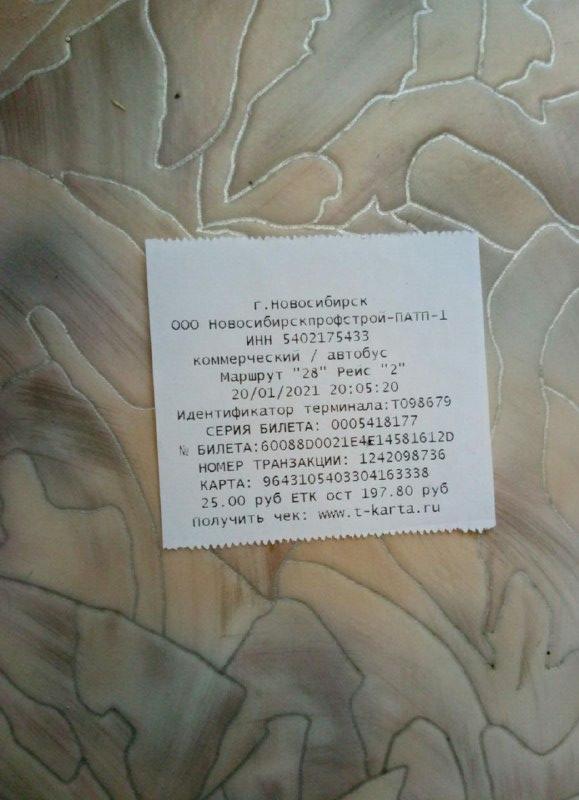 г.Новосибирск
ООО Новосибирскпрофстрой-ПАТП-1
ИНН 5402175433
коммерческий / автобус
Маршрут "28" Рейс "2"
20/01/2021 20:05:20
Идентификатор терминала:T098679
СЕРИЯ БИЛЕТА: 0005418177
№ БИЛЕТА:60088D0021E4E14581612D
НОМЕР ТРАНЗАКЦИИ: 1242098736
КАРТА: 9643105403304163338
25.00 руб ЕТК ост 197.80 руб
Получить чек: www.t-karta.ru